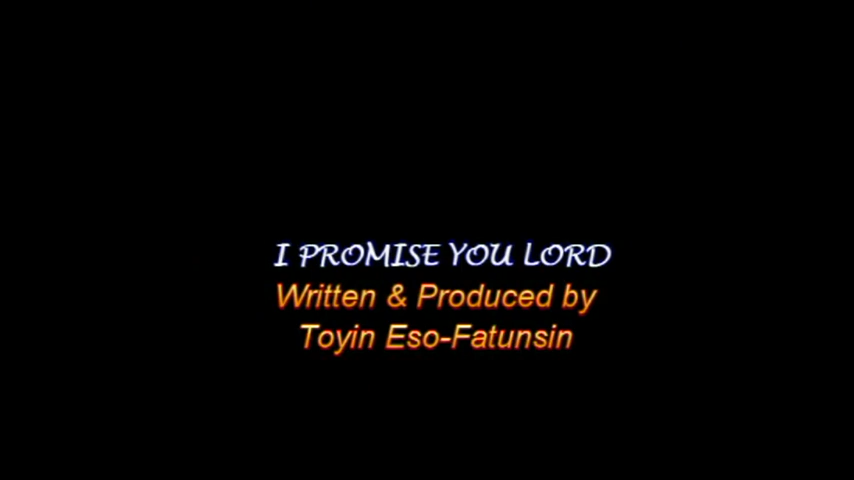 I PROMISE YOU LORD
Written & Produced by
Toyin Eso-Fatunsin